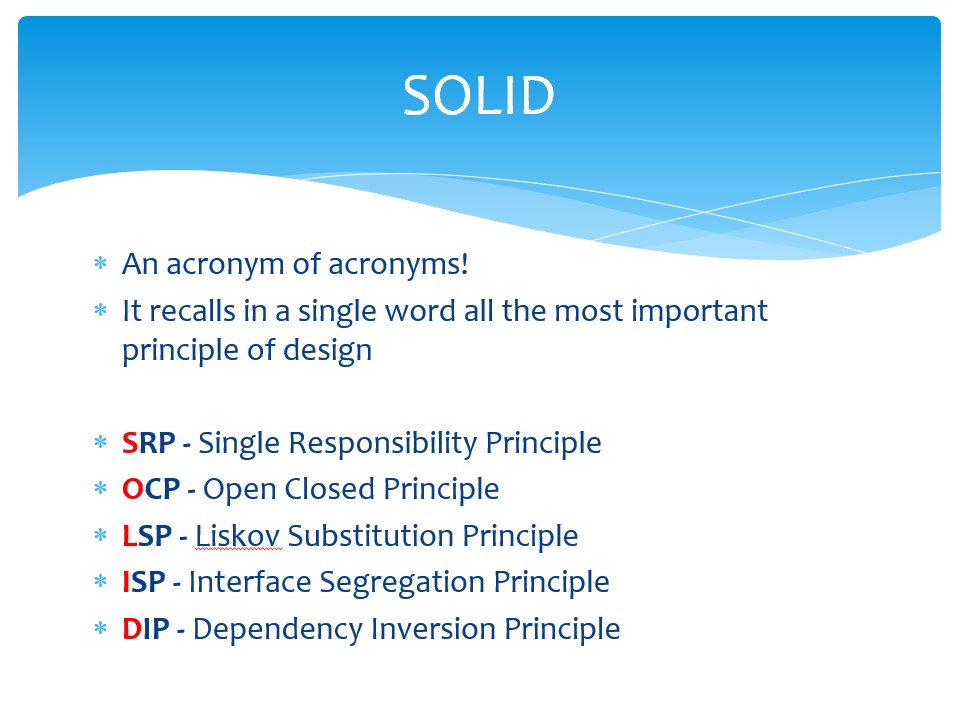 SOLID
An acronym of acronyms!
It recalls in a single word all the most important
principle of design
SRP - Single Responsibility Principle
OCP - Open Closed Principle
LSP - Liskov Substitution Principle
ISP - Interface Segregation Principle
DIP - Dependency Inversion Principle